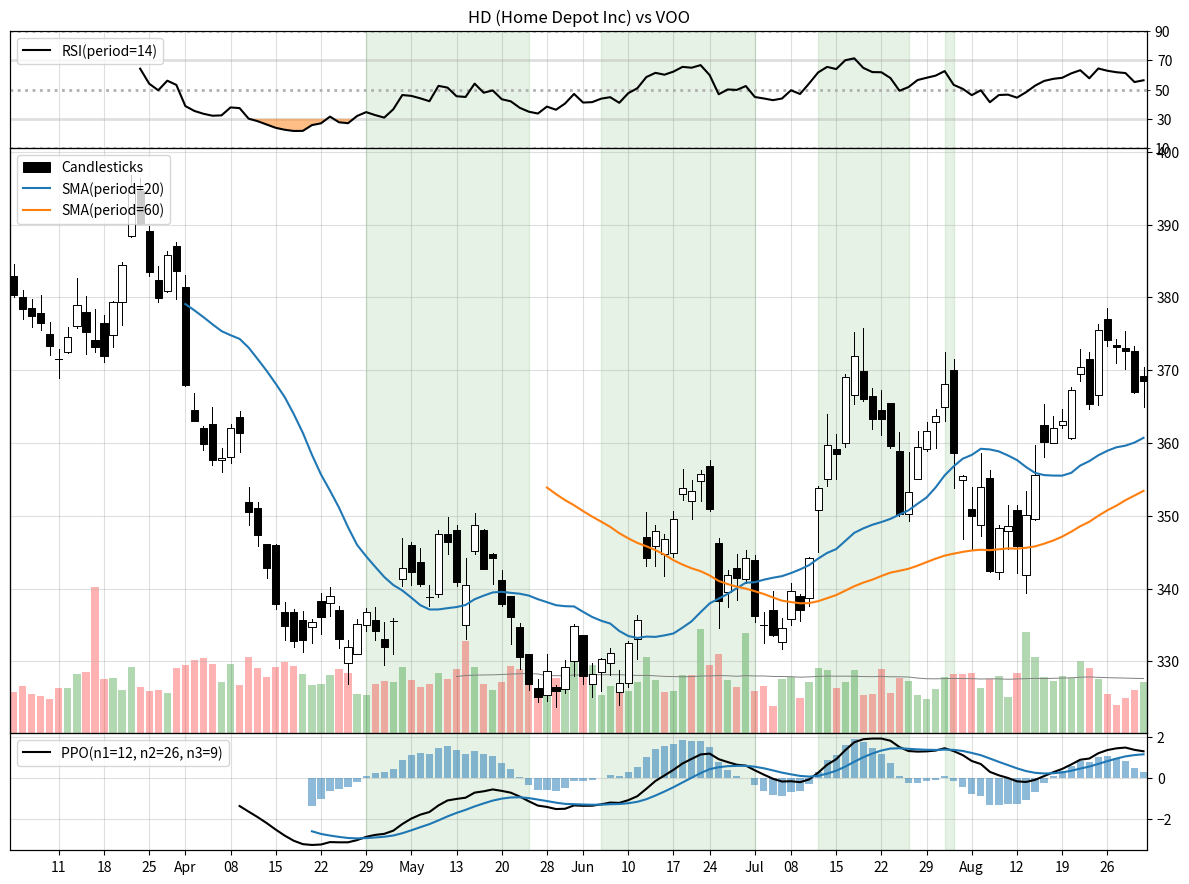 HD (Home Depot Inc) vs VOO
RSI(period=14)
90
70
50
30
10
Candlesticks
SMA(period=20)
SMA(period=60)
400
390
380
370
360
350
340
330
PPO(n1=12, n2=26, n3=9)
2
0
−2
11 18 25 Apr 08 15 22 29 May 13 20 28 Jun 10 17 24 Jul 08 15 22 29 Aug 12 19 26